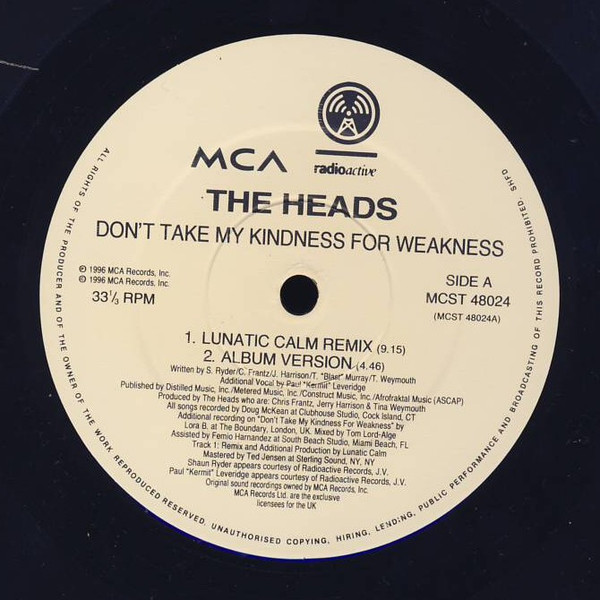 MCA
radioactive
THE HEADS
DON'T TAKE MY KINDNESS FOR WEAKNESS
℗ 1996 MCA Records, Inc.
© 1996 MCA Records, Inc.
33⅓ RPM
SIDE A
MCST 48024
(MCST 48024A)
1. LUNATIC CALM REMIX (9.15)
2. ALBUM VERSION (4.46)
Written by S. Ryder/C. Frantz/J. Harrison/T. "Blast" Murray/T. Weymouth
Additional Vocal by Paul "Kermit" Leveridge
Published by Distilled Music, Inc./Metered Music, Inc./Construct Music, Inc./Afrofraktal Music (ASCAP)
Produced by The Heads who are: Chris Frantz, Jerry Harrison & Tina Weymouth
All songs recorded by Doug McKean at Clubhouse Studio, Cock Island, CT
Additional recording on "Don't Take My Kindness For Weakness" by
Lora B. at The Boundary, London, UK. Mixed by Tom Lord-Alge
Assisted by Femio Hernandez at South Beach Studio, Miami Beach, FL
Track 1: Remix and Additional Production by Lunatic Calm
Mastered by Ted Jensen at Sterling Sound, NY, NY
Shaun Ryder appears courtesy of Radioactive Records, J.V.
Paul "Kermit" Leveridge appears courtesy of Radioactive Records, J.V.
Original sound recordings owned by MCA Records, Inc.
MCA Records Ltd. are the exclusive
licensees for the UK
ALL RIGHTS OF THE PRODUCER AND OF THE OWNER OF THE WORK REPRODUCED RESERVED. UNAUTHORISED COPYING, HIRING, LENDING, PUBLIC PERFORMANCE AND BROADCASTING OF THIS RECORD PROHIBITED. SHFD